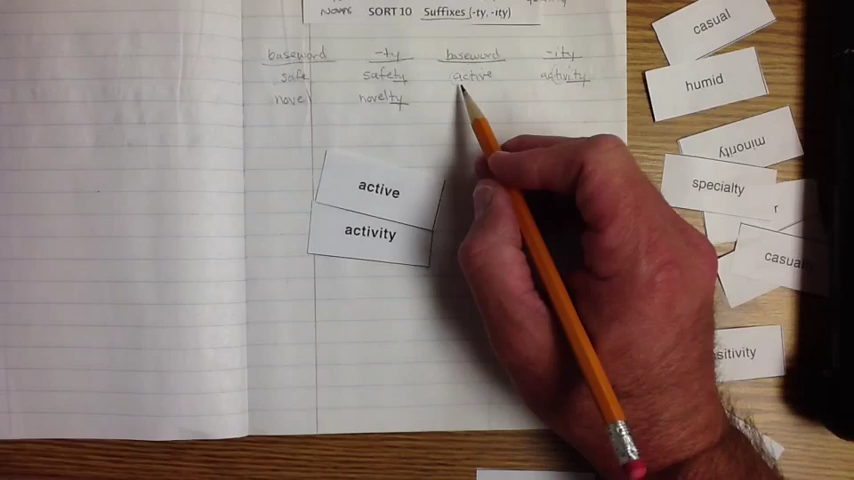 Nouns SORT 10 Suffixes (-ty, -ity)
baseword -ty baseword -ity
safe safety active activity
novel novelty
active
activity
casual
humid
minority
specialty
r
casual
sitivity